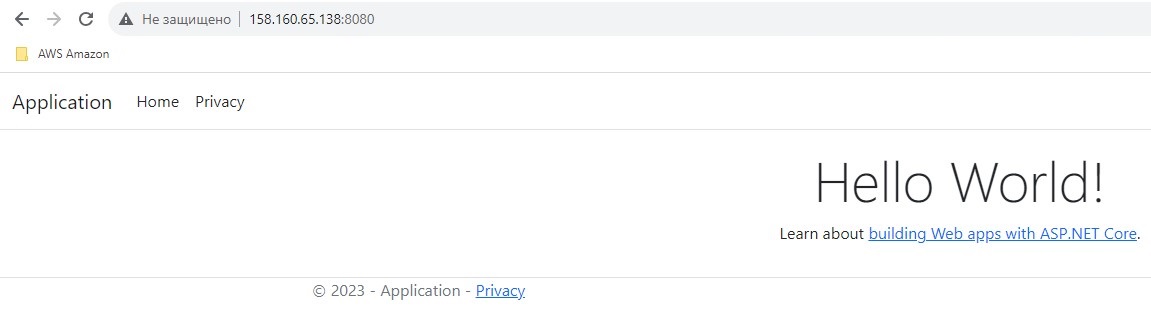 Не защищено 158.160.65.138:8080
AWS Amazon
Application Home Privacy
Hello World!
Learn about building Web apps with ASP.NET Core.
© 2023 - Application - Privacy